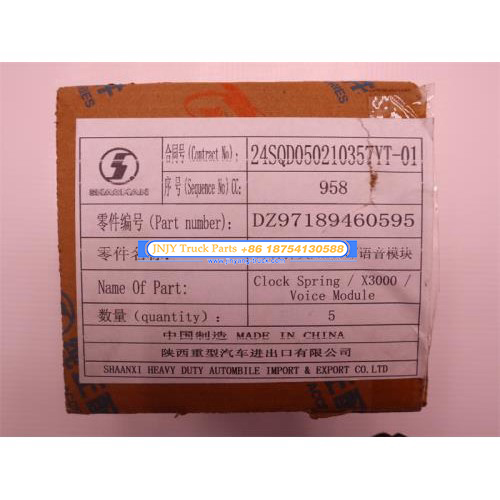 SHACMAN
合同号(Contract No): 24SQD050210357YT-01
序号(Sequence No)CC: 958
零件编号(Part number): DZ97189460595
零件名称:
语音模块
JNJY Truck Parts +86 18754130588
Name Of Part: Clock Spring / X3000 / Voice Module
数量(quantity): 5
中国制造 MADE IN CHINA
陕西重型汽车进出口有限公司
SHAANXI HEAVY DUTY AUTOMBILE IMPORT & EXPORT CO.LTD